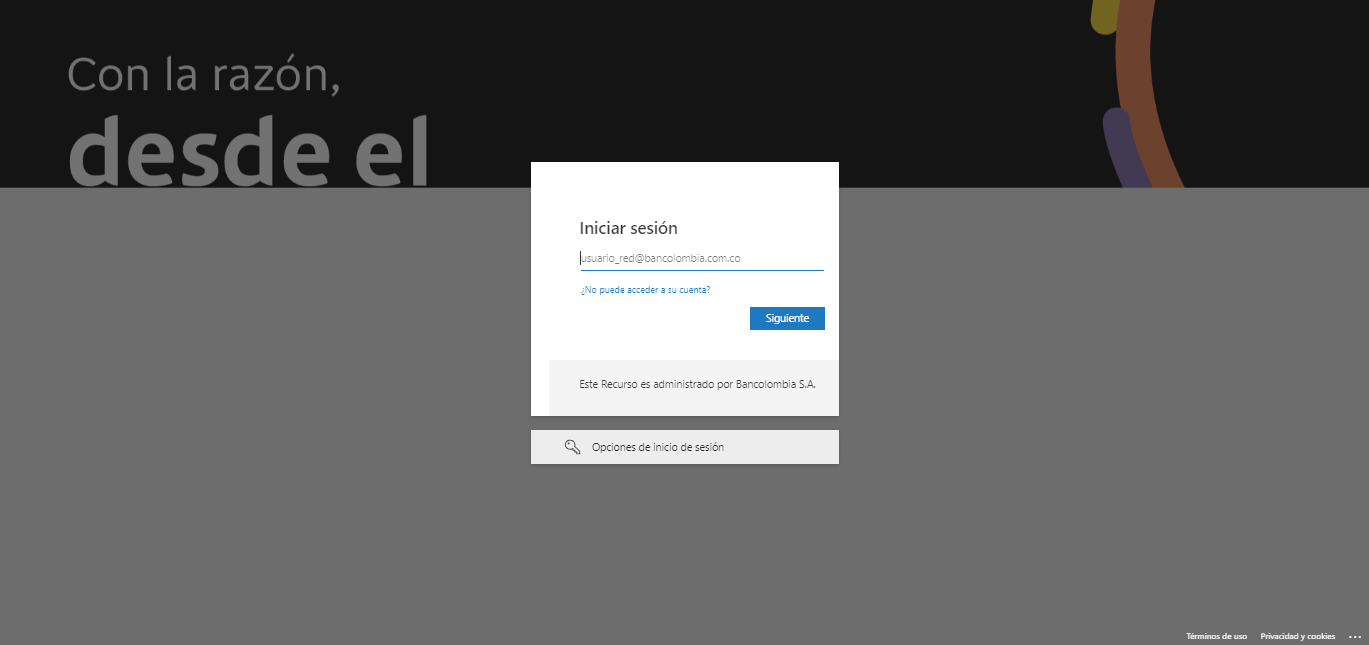 Con la razón,
desde el
Iniciar sesión
usuario_red@bancolombia.com.co
¿No puede acceder a su cuenta?
Siguiente
Este Recurso es administrado por Bancolombia S.A.
Opciones de inicio de sesión
Términos de uso Privacidad y cookies ...